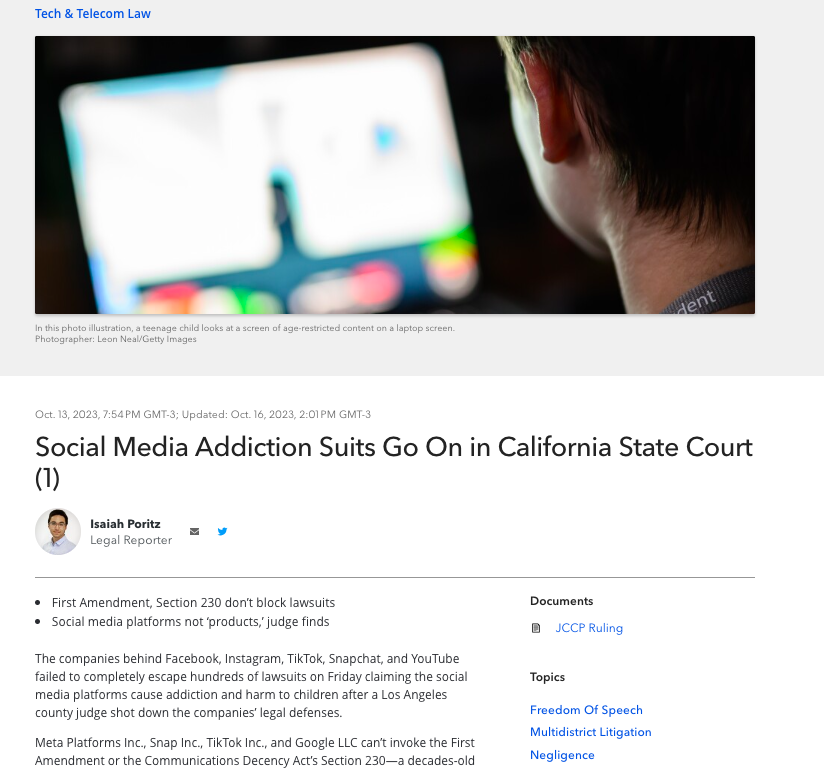 Tech & Telecom Law
dent
In this photo illustration, a teenage child looks at a screen of age-restricted content on a laptop screen.
Photographer: Leon Neal/Getty Images
Oct. 13, 2023, 7:54 PM GMT-3; Updated: Oct. 16, 2023, 2:01 PM GMT-3
Social Media Addiction Suits Go On in California State Court
(1)
Isaiah Poritz
Legal Reporter
First Amendment, Section 230 don’t block lawsuits
Social media platforms not ‘products,’ judge finds
The companies behind Facebook, Instagram, TikTok, Snapchat, and YouTube
failed to completely escape hundreds of lawsuits on Friday claiming the social
media platforms cause addiction and harm to children after a Los Angeles
county judge shot down the companies’ legal defenses.
Meta Platforms Inc., Snap Inc., TikTok Inc., and Google LLC can’t invoke the First
Amendment or the Communications Decency Act’s Section 230—a decades-old
Documents
JCCP Ruling
Topics
Freedom Of Speech
Multidistrict Litigation
Negligence